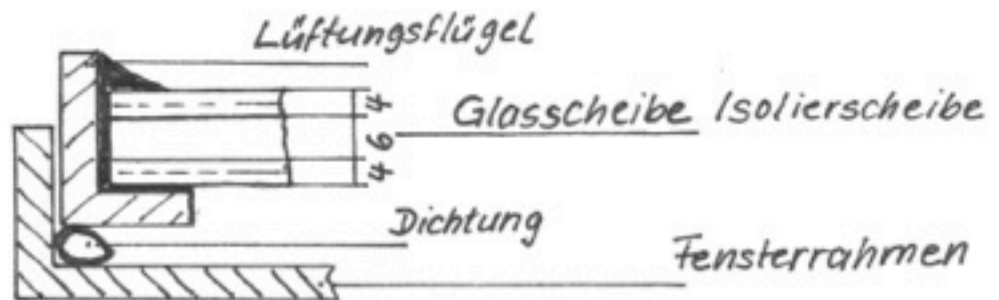 Lüftungsflügel
4
Glasscheibe Isolierscheibe
6
4
Dichtung
Fensterrahmen